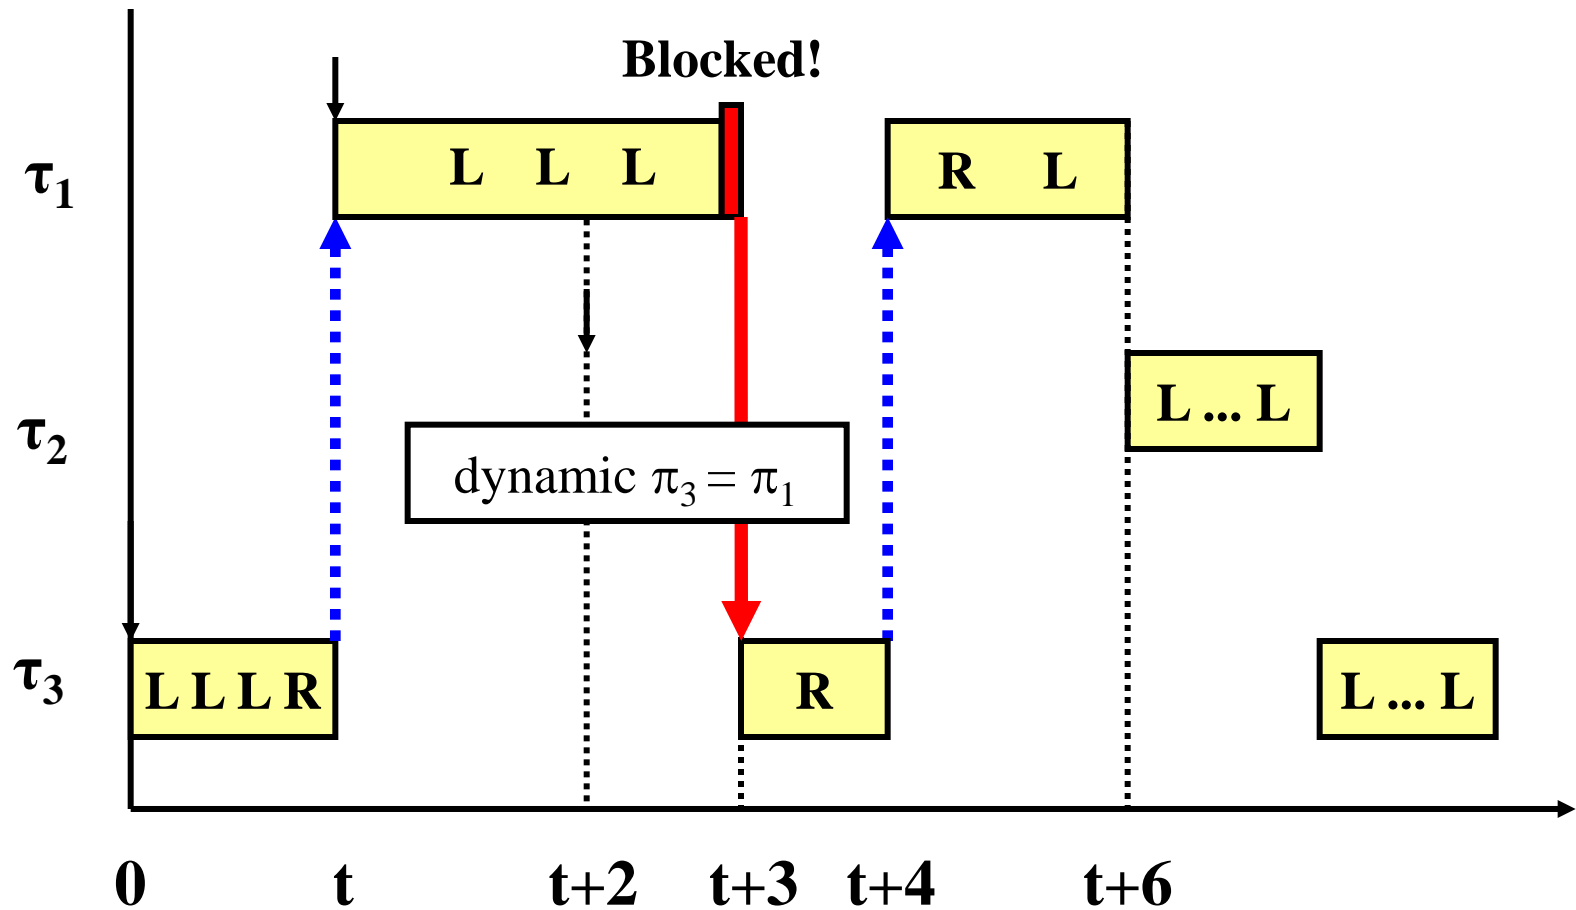 Blocked!
τ1
L L L
R L
τ2
L ... L
dynamic π3 = π1
τ3
L L L R
R
L ... L
0 t t+2 t+3 t+4 t+6